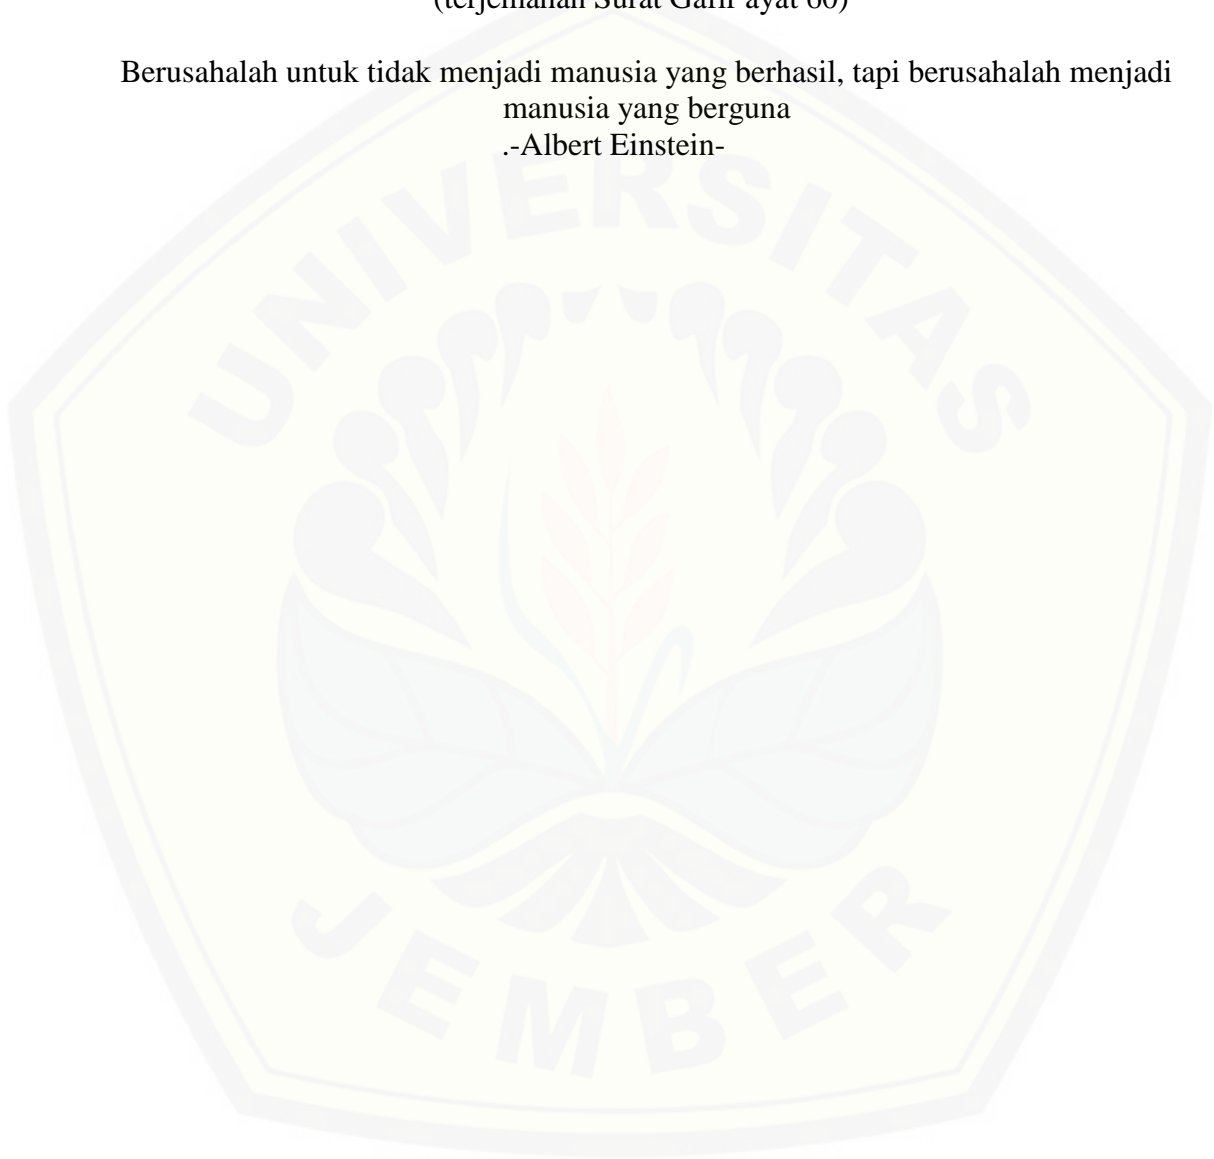 (terjemahan Surat Gafir ayat 60)
Berusahalah untuk tidak menjadi manusia yang berhasil, tapi berusahalah menjadi
manusia yang berguna
.-Albert Einstein-
UNIVERSITAS
JEMBER